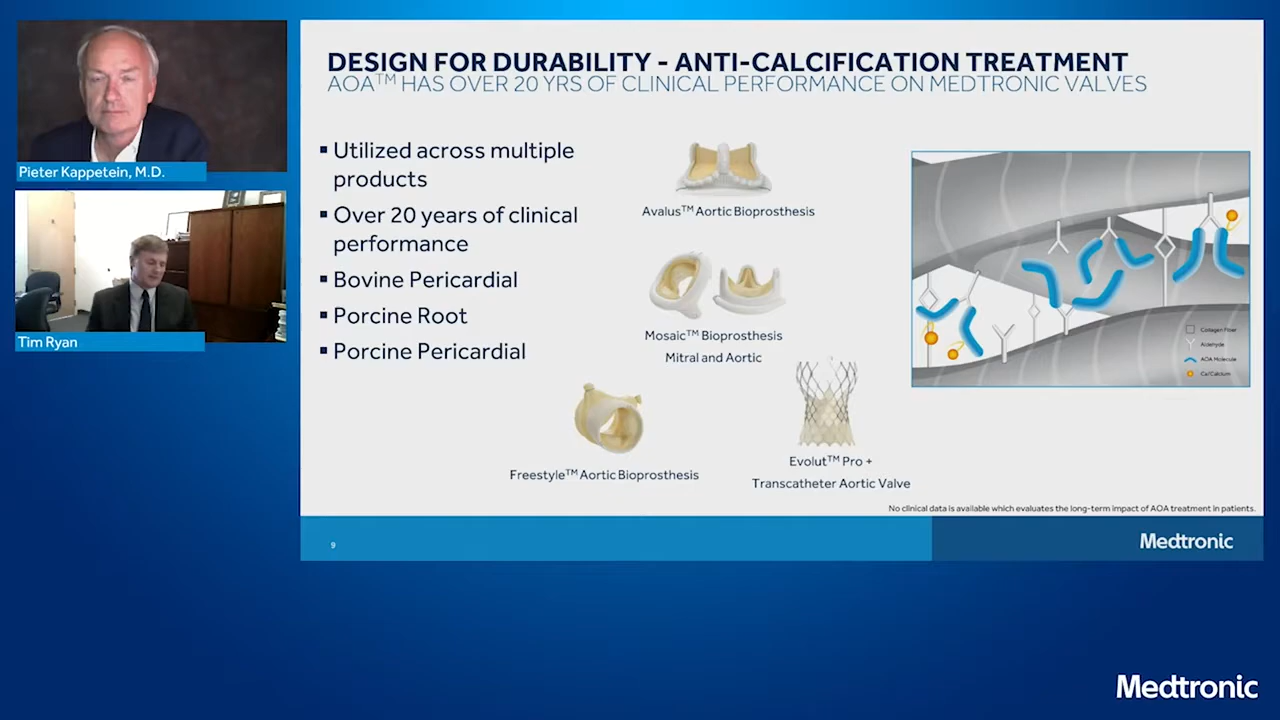 Pieter Kappetein, M.D.
Tim Ryan
DESIGN FOR DURABILITY - ANTI-CALCIFICATION TREATMENT
AOA™ HAS OVER 20 YRS OF CLINICAL PERFORMANCE ON MEDTRONIC VALVES
▪ Utilized across multiple
products
▪ Over 20 years of clinical
performance
▪ Bovine Pericardial
▪ Porcine Root
▪ Porcine Pericardial
Avalus™ Aortic Bioprosthesis
Mosaic™ Bioprosthesis
Mitral and Aortic
Freestyle™ Aortic Bioprosthesis
Evolut™ Pro +
Transcatheter Aortic Valve
Collagen Fiber
Aldehyde
AOA Molecule
Ca/Calcium
No clinical data is available which evaluates the long-term impact of AOA treatment in patients.
9
Medtronic
Medtronic